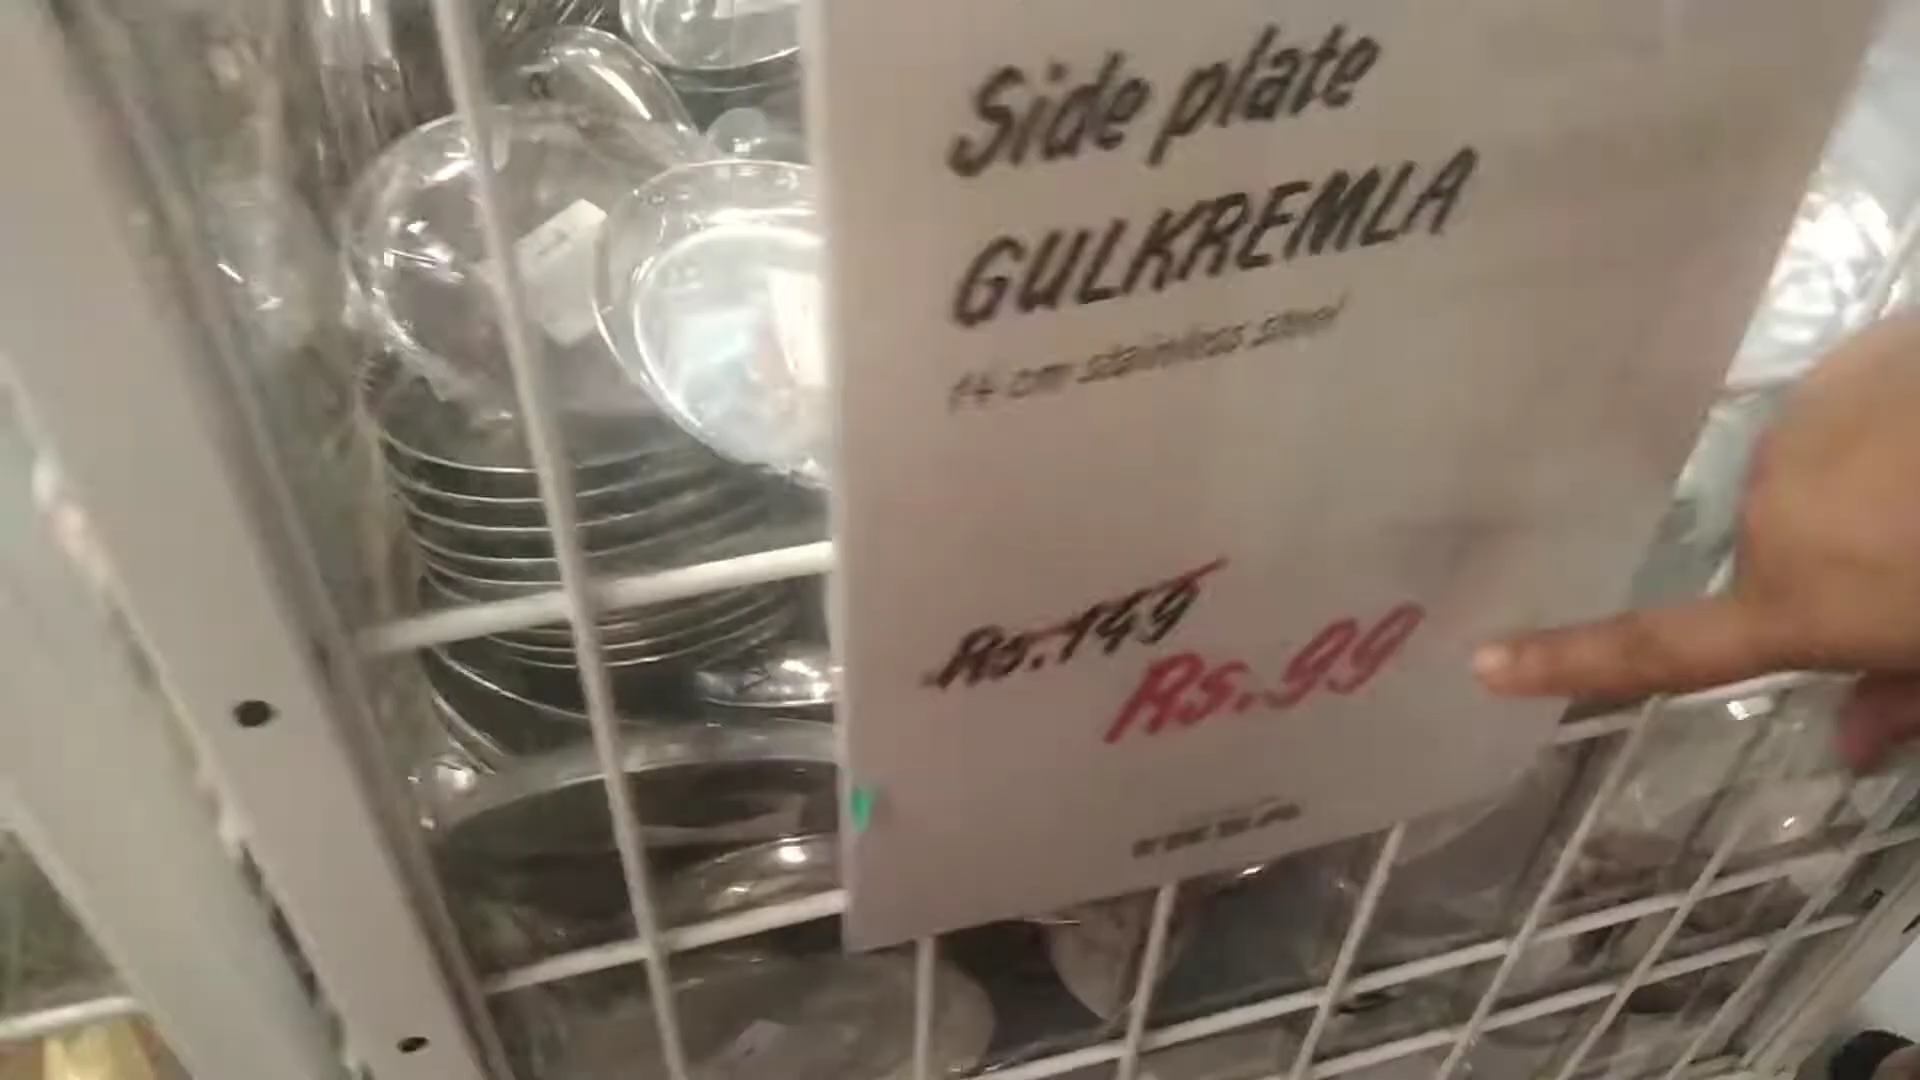 Side plate
GULKREMLA
14 cm stainless steel
Rs.149
Rs.99